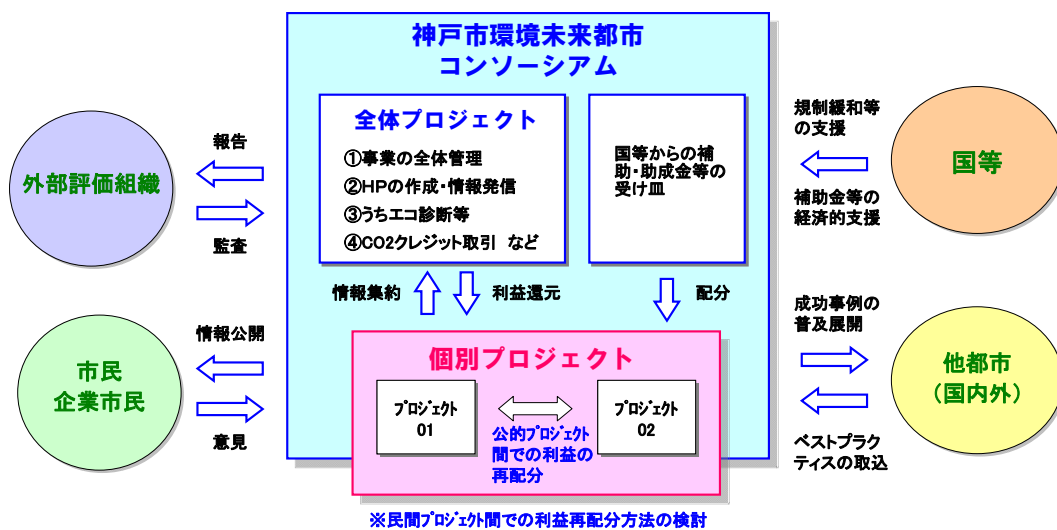 神戸市環境未来都市
コンソーシアム
全体プロジェクト
①事業の全体管理
②HPの作成・情報発信
③うちエコ診断等
④CO2クレジット取引 など
国等からの補
助・助成金等の
受け皿
報告
外部評価組織
監査
規制緩和等
の支援
国等
補助金等の
経済的支援
情報集約
利益還元
配分
情報公開
市民
企業市民
意見
成功事例の
普及展開
他都市
（国内外）
ベストプラク
ティスの取込
個別プロジェクト
ﾌﾟﾛｼﾞｪｸﾄ
01
ﾌﾟﾛｼﾞｪｸﾄ
02
公的ﾌﾟﾛｼﾞｪｸﾄ
間での利益の
再配分
※民間ﾌﾟﾛｼﾞｪｸﾄ間での利益再配分方法の検討